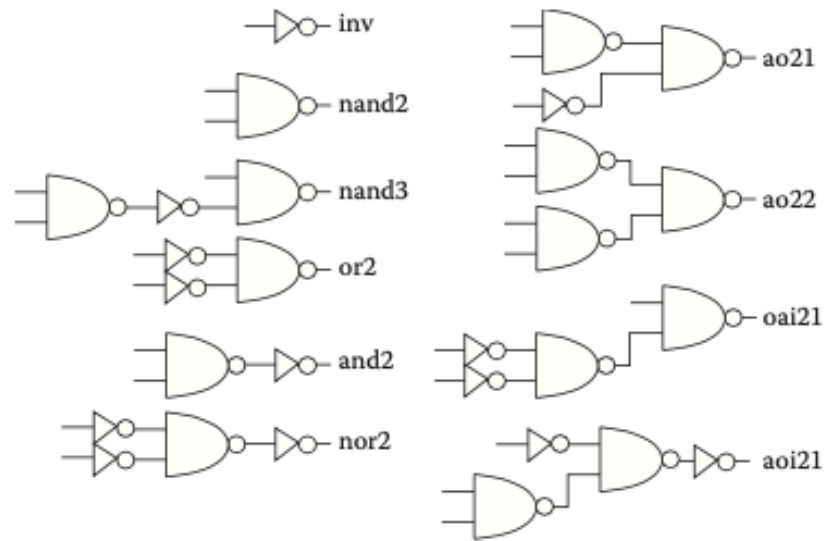 inv
nand2
nand3
or2
and2
nor2
ao21
ao22
oai21
aoi21